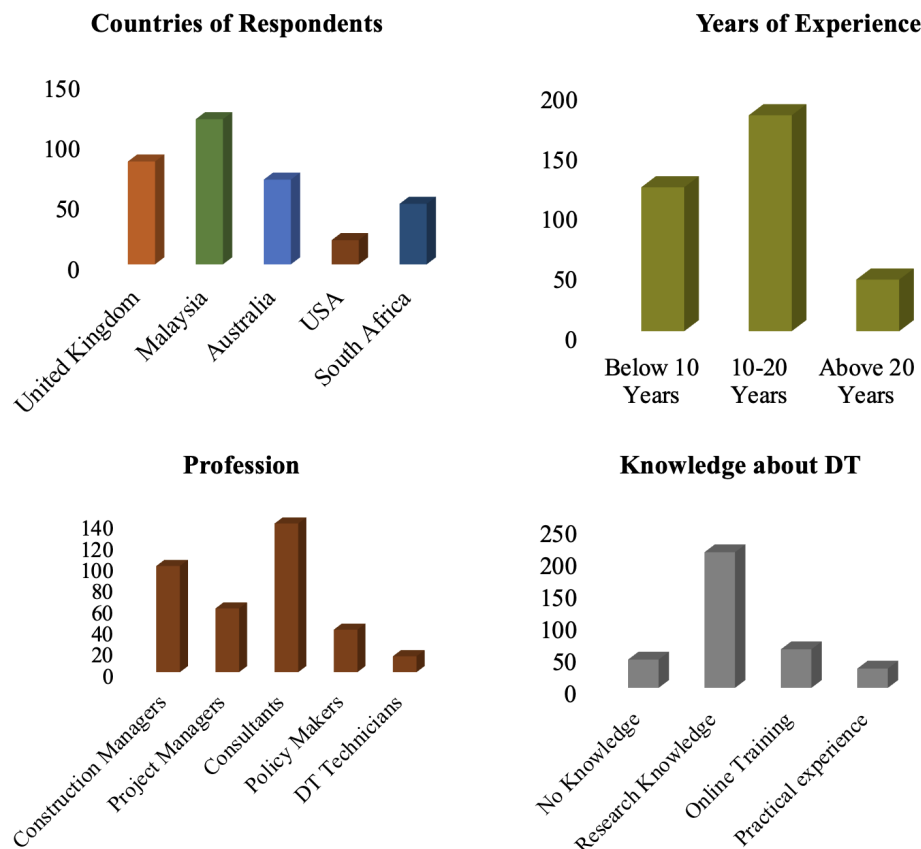 Countries of Respondents
150
100
50
0
United Kingdom
Malaysia
Australia
USA
South Africa
Years of Experience
200
150
100
50
0
Below 10
Years
10-20
Years
Above 20
Years
Profession
140
120
100
80
60
40
20
0
Construction Managers
Project Managers
Consultants
Policy Makers
DT Technicians
Knowledge about DT
250
200
150
100
50
0
No Knowledge
Research Knowledge
Online Training
Practical experience